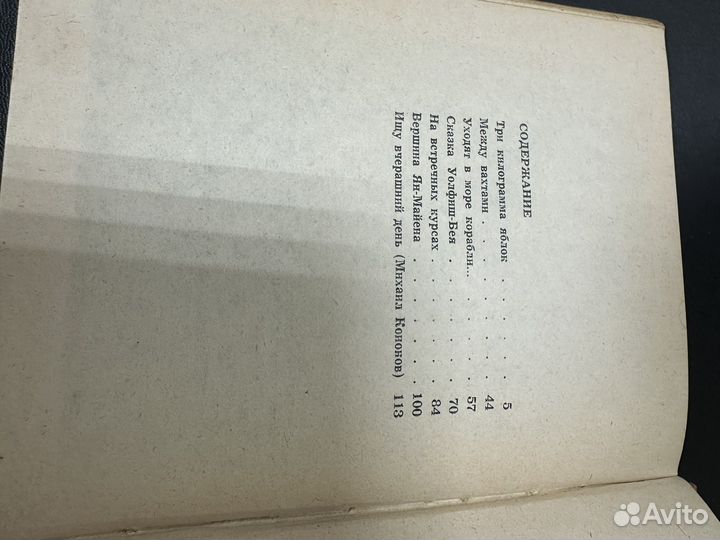 СОДЕРЖАНИЕ
Три килограмма яблок . . . . . 5
Между вахтами . . . . . . . 44
Уходят в море корабли... . . . . 57
Сказка Уолфиш-Бея . . . . . 70
На встречных курсах . . . . . 84
Вершина Ян-Майена . . . . . . 100
Ищу вчерашний день (Михаил Кононов) 113
Avito